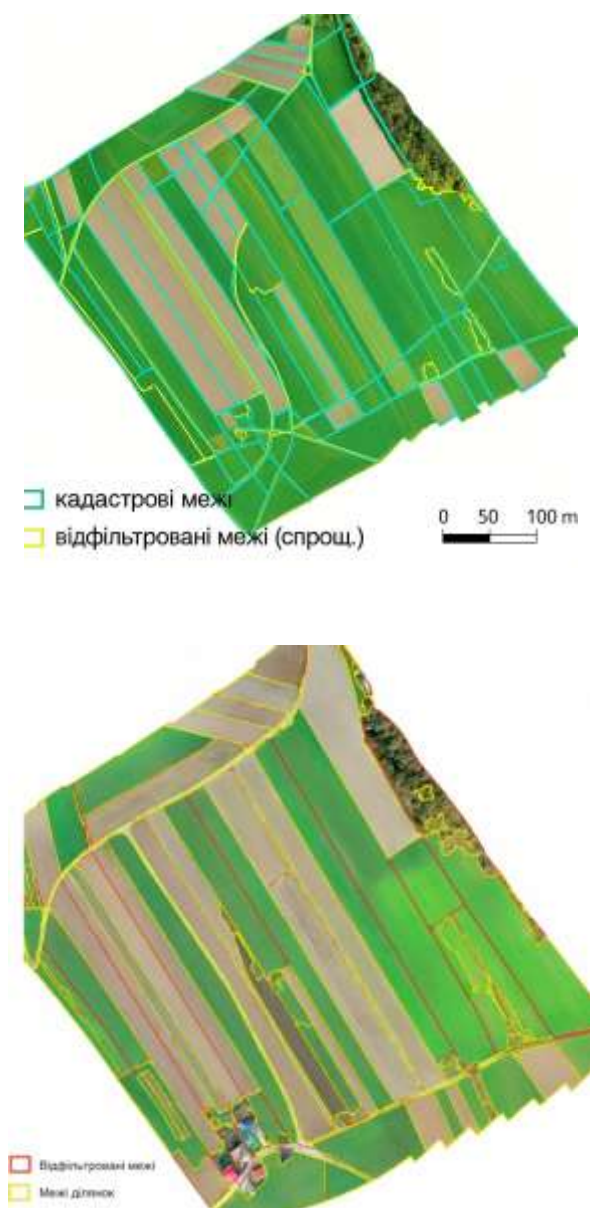 кадастрові межі
відфільтровані межі (спрощ.)
0 50 100 m
Відфільтровані межі
Межі ділянок